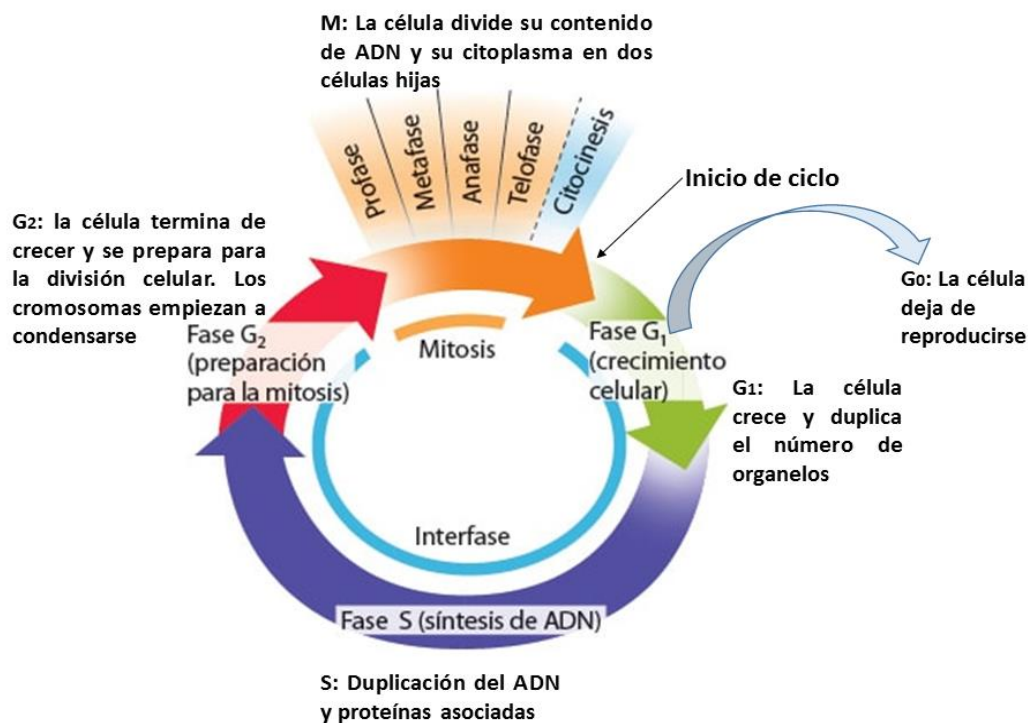 M: La célula divide su contenido
de ADN y su citoplasma en dos
células hijas
Profase
Metafase
Anafase
Telofase
Citocinesis
Inicio de ciclo
G2: la célula termina de
crecer y se prepara para
la división celular. Los
cromosomas empiezan a
condensarse
G0: La célula
deja de
reproducirse
Fase G2
(preparación
para la mitosis)
Mitosis
Fase G1
(crecimiento
celular)
G1: La célula
crece y duplica
el número de
organelos
Interfase
Fase S (síntesis de ADN)
S: Duplicación del ADN
y proteínas asociadas